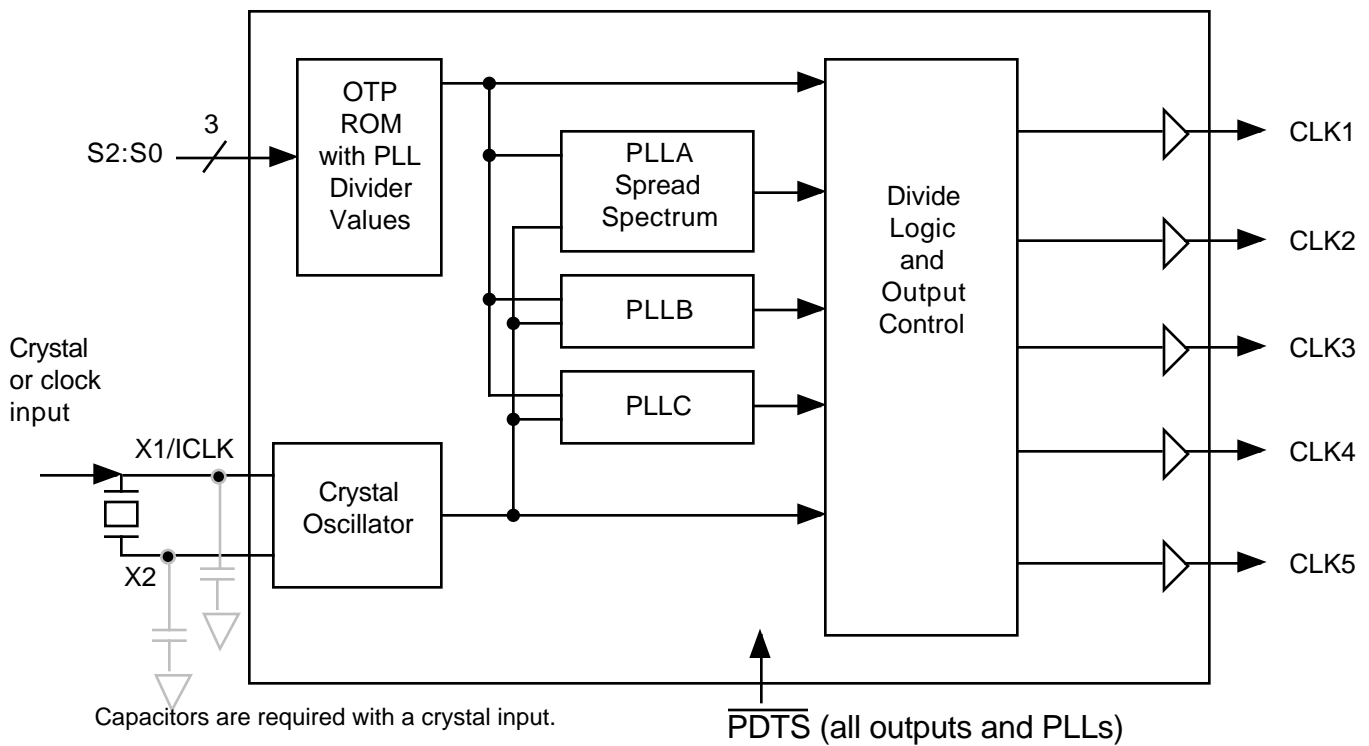 OTP
ROM
with PLL
Divider
Values
3
S2:S0
PLLA
Spread
Spectrum
PLLB
PLLC
Divide
Logic
and
Output
Control
CLK1
CLK2
CLK3
CLK4
CLK5
Crystal
or clock
input
X1/ICLK
X2
Crystal
Oscillator
Capacitors are required with a crystal input.
PDTS (all outputs and PLLs)